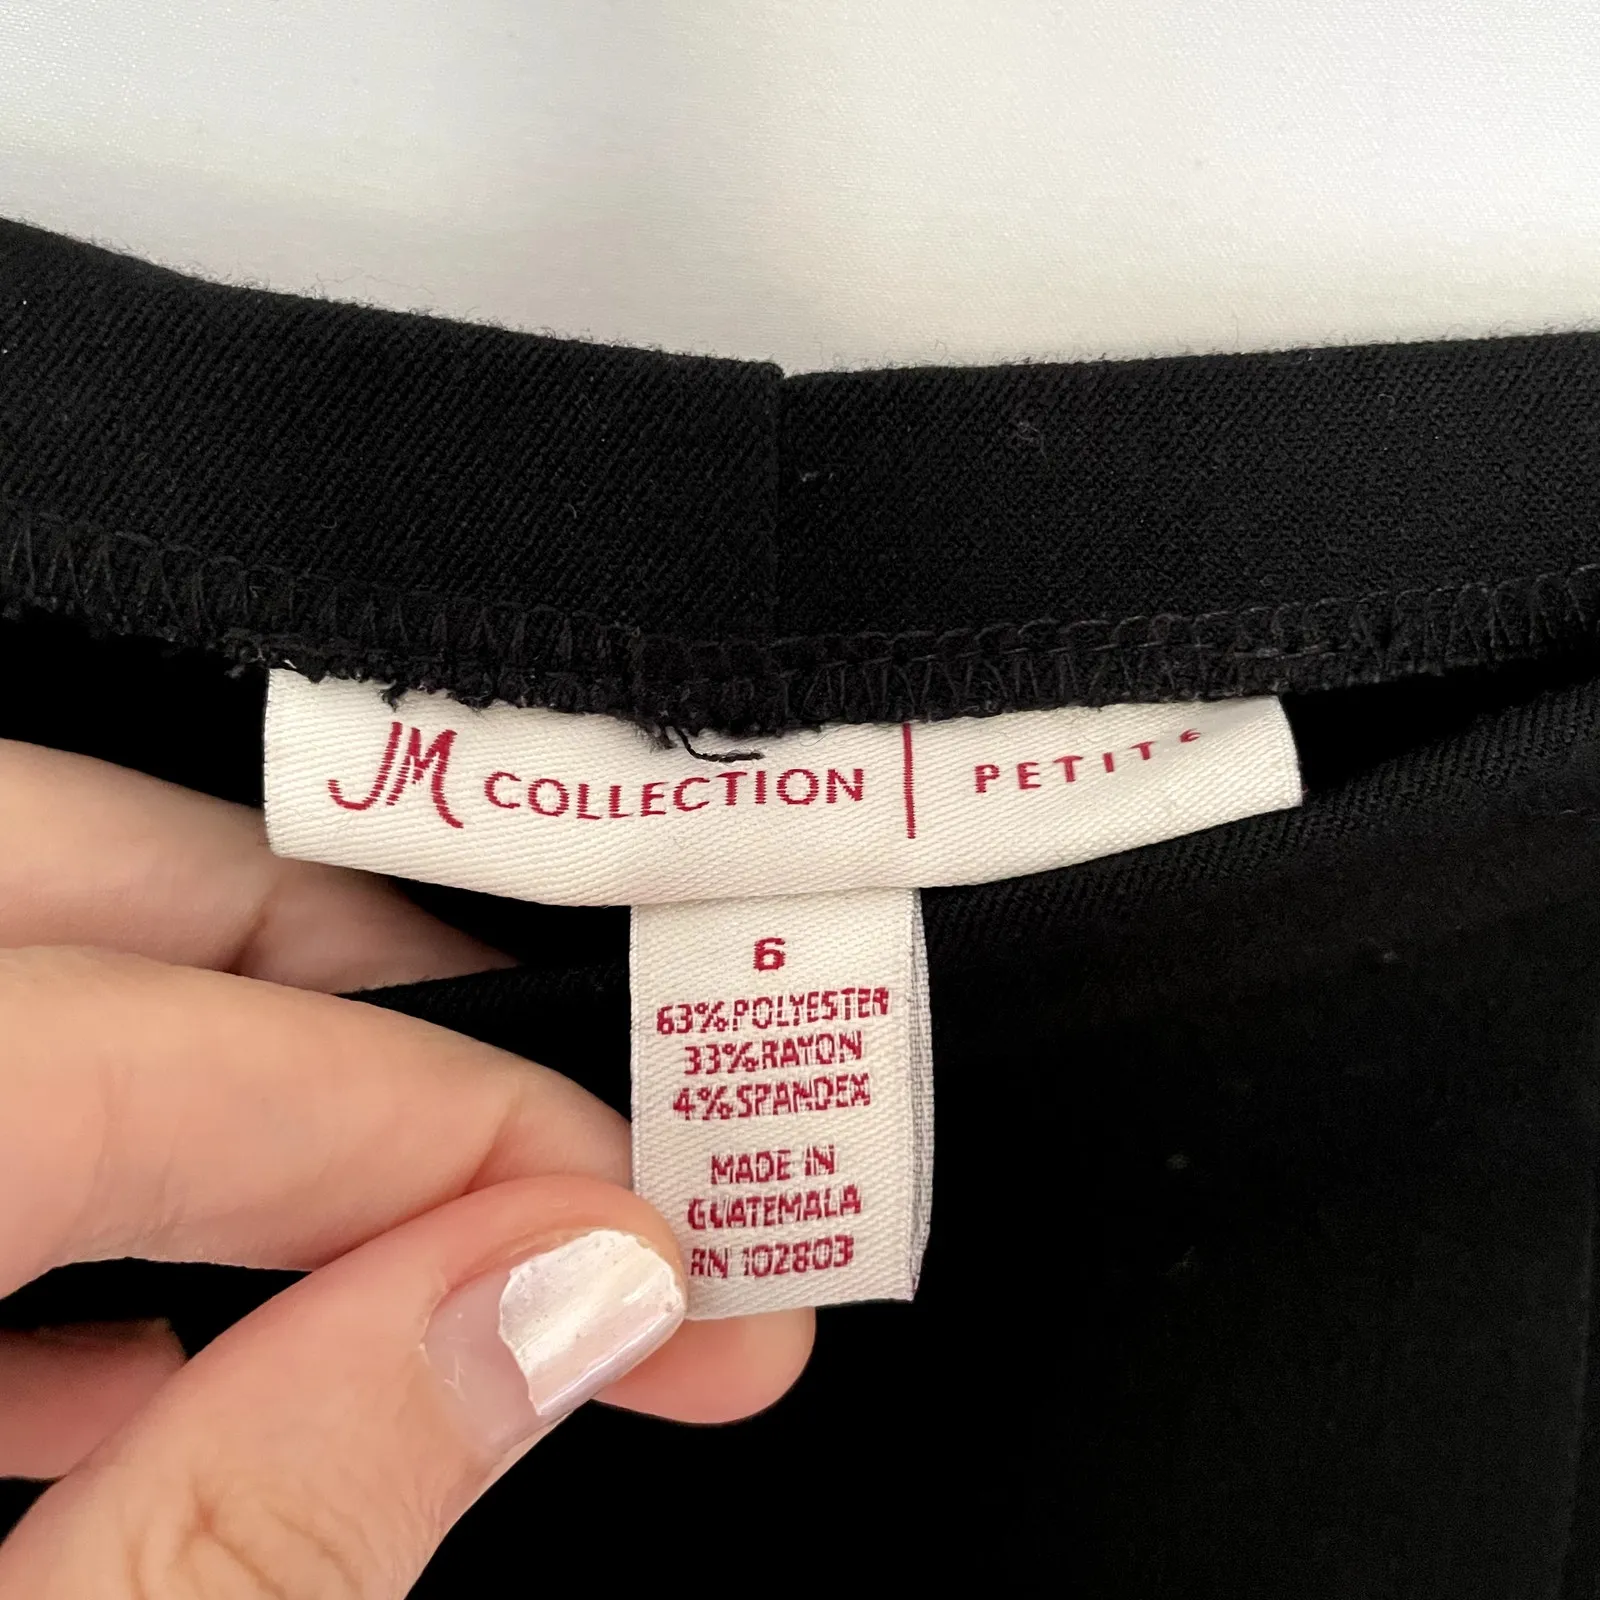 JM COLLECTION | PETITE
6
63%POLYESTER
33%RAYON
4%SPANDEX
MADE IN
GUATEMALA
RN 102803